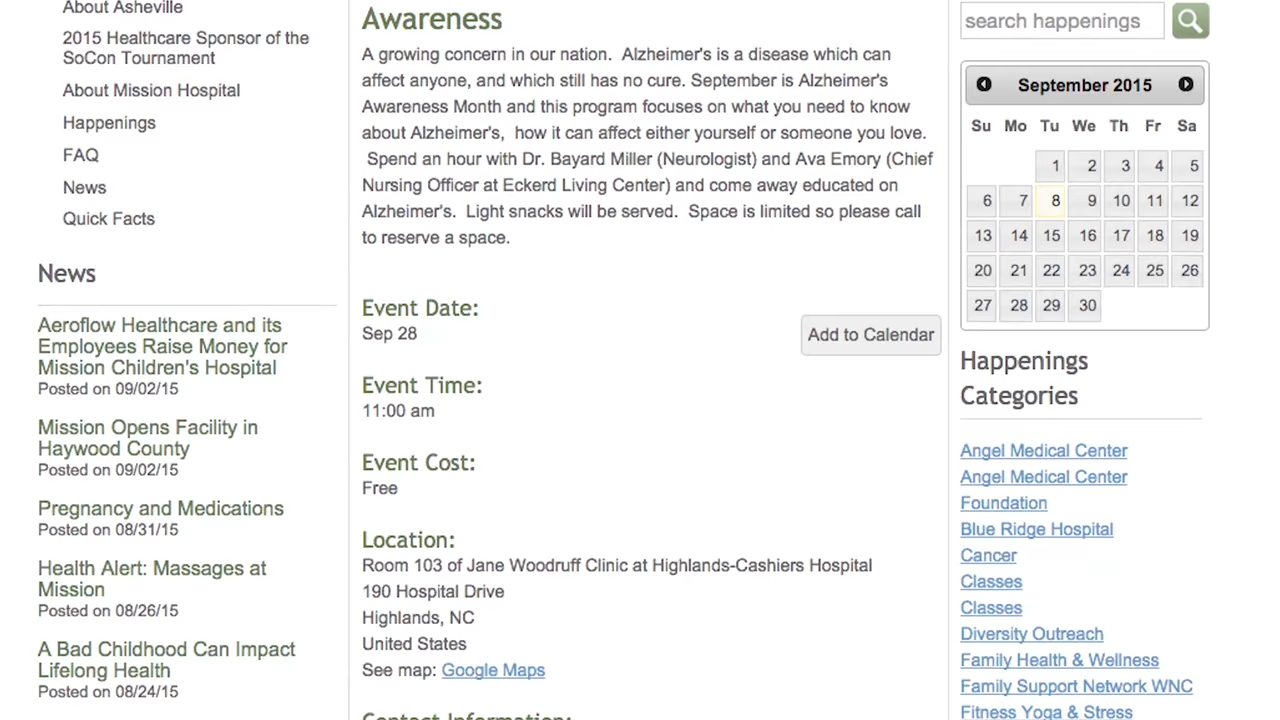 About Asheville
2015 Healthcare Sponsor of the
SoCon Tournament
About Mission Hospital
Happenings
FAQ
News
Quick Facts
News
Aeroflow Healthcare and its
Employees Raise Money for
Mission Children's Hospital
Posted on 09/02/15
Mission Opens Facility in
Haywood County
Posted on 09/02/15
Pregnancy and Medications
Posted on 08/31/15
Health Alert: Massages at
Mission
Posted on 08/26/15
A Bad Childhood Can Impact
Lifelong Health
Posted on 08/24/15
Awareness
A growing concern in our nation.  Alzheimer's is a disease which can
affect anyone, and which still has no cure. September is Alzheimer's
Awareness Month and this program focuses on what you need to know
about Alzheimer's,  how it can affect either yourself or someone you love.
Spend an hour with Dr. Bayard Miller (Neurologist) and Ava Emory (Chief
Nursing Officer at Eckerd Living Center) and come away educated on
Alzheimer's.  Light snacks will be served.  Space is limited so please call
to reserve a space.
Event Date:
Sep 28
Add to Calendar
Event Time:
11:00 am
Event Cost:
Free
Location:
Room 103 of Jane Woodruff Clinic at Highlands-Cashiers Hospital
190 Hospital Drive
Highlands, NC
United States
See map: Google Maps
Contact Information:
search happenings
September 2015
Su Mo Tu We Th Fr Sa
1 2 3 4 5
6 7 8 9 10 11 12
13 14 15 16 17 18 19
20 21 22 23 24 25 26
27 28 29 30
Happenings
Categories
Angel Medical Center
Angel Medical Center
Foundation
Blue Ridge Hospital
Cancer
Classes
Classes
Diversity Outreach
Family Health & Wellness
Family Support Network WNC
Fitness Yoga & Stress